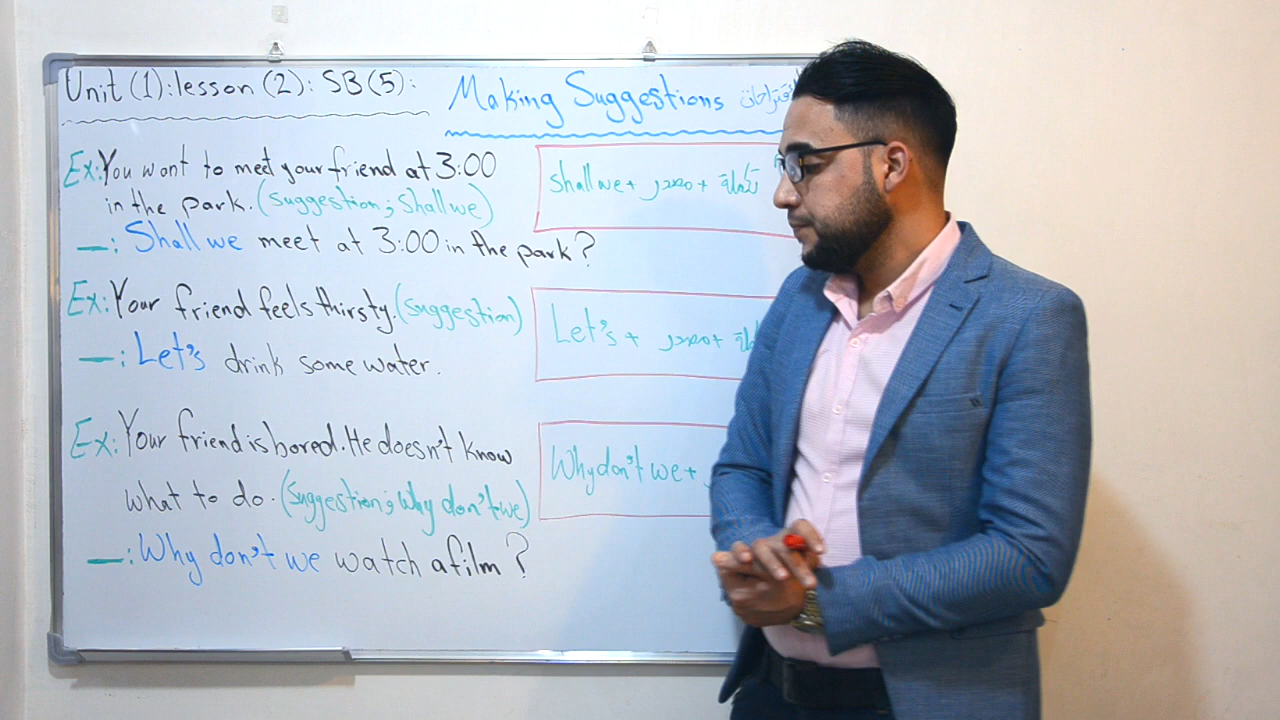 Unit (1): lesson (2): SB (5):
Making Suggestions
Ex: You want to meet your friend at 3:00
in the park. (suggestion; Shall we)
—: Shall we meet at 3:00 in the park?
shall we + مصدر + تكملة
Ex: Your friend feels thirsty. (suggestion)
—: Let's drink some water.
Let's + مصدر +
Ex: Your friend is bored. He doesn't know
what to do. (suggestion; why don't we)
—: Why don't we watch a film?
Why don't we +